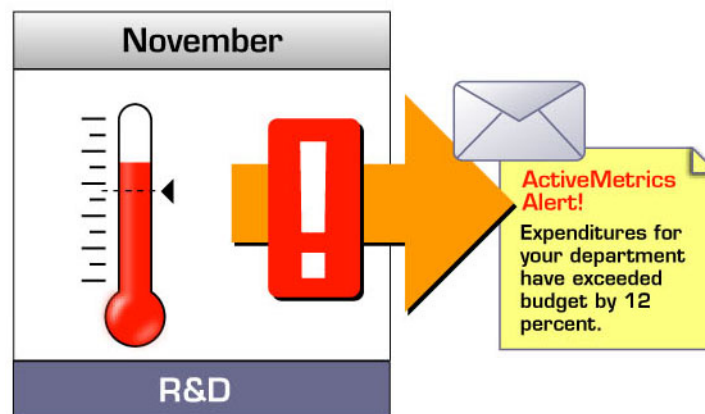 November
!
ActiveMetrics
Alert!
Expenditures for
your department
have exceeded
budget by 12
percent.
R&D